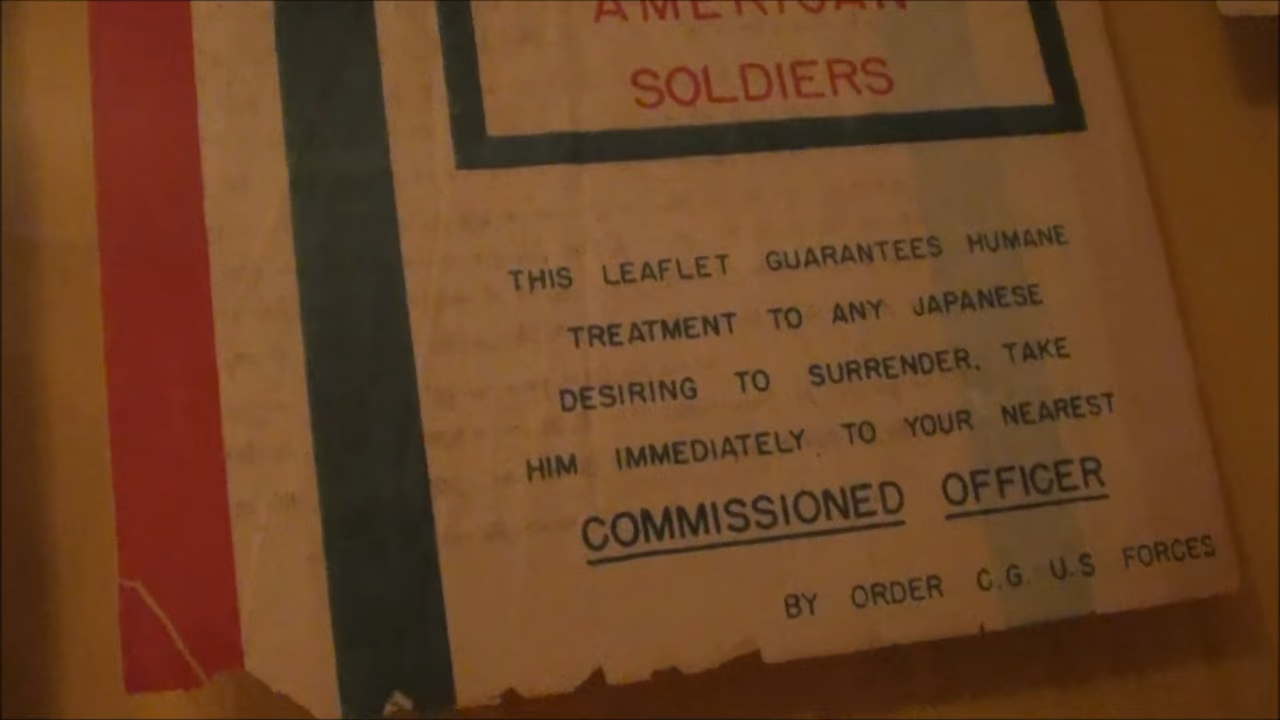 AMERICAN
SOLDIERS
THIS LEAFLET GUARANTEES HUMANE
TREATMENT TO ANY JAPANESE
DESIRING TO SURRENDER. TAKE
HIM IMMEDIATELY TO YOUR NEAREST
COMMISSIONED OFFICER
BY ORDER C.G. U.S FORCES